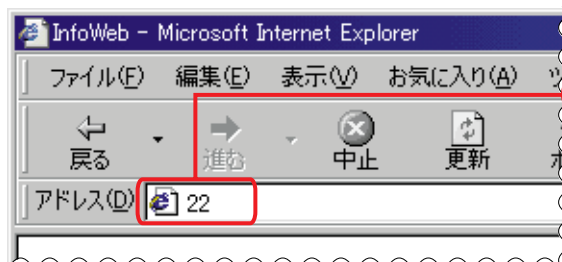 InfoWeb - Microsoft Internet Explorer
ファイル(F) 編集(E) 表示(V) お気に入り(A)
戻る 進む 中止 更新
アドレス(D) 22